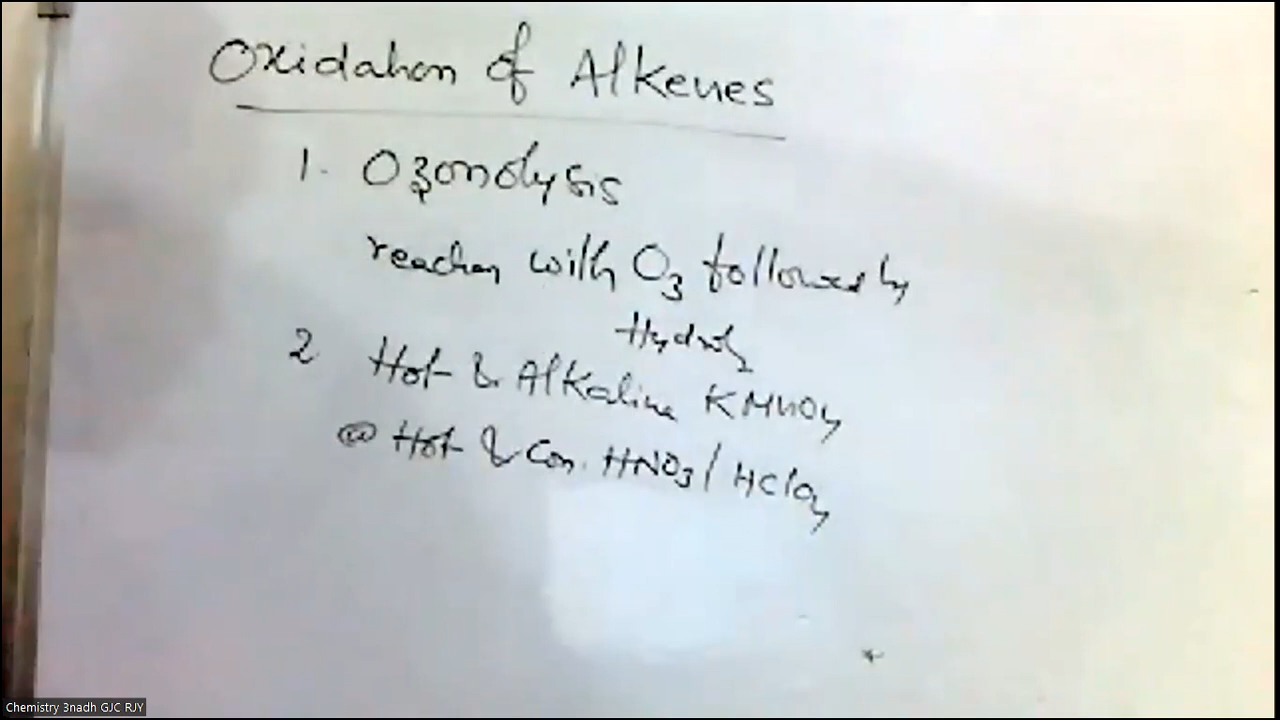 Oxidation of Alkenes
1. Ozonolysis
reaction with O3 followed by
Hydroly
2 Hot & Alkaline KMnO4
Hot & Con. HNO3 / HClO4
Chemistry 3nadh GJC RJY